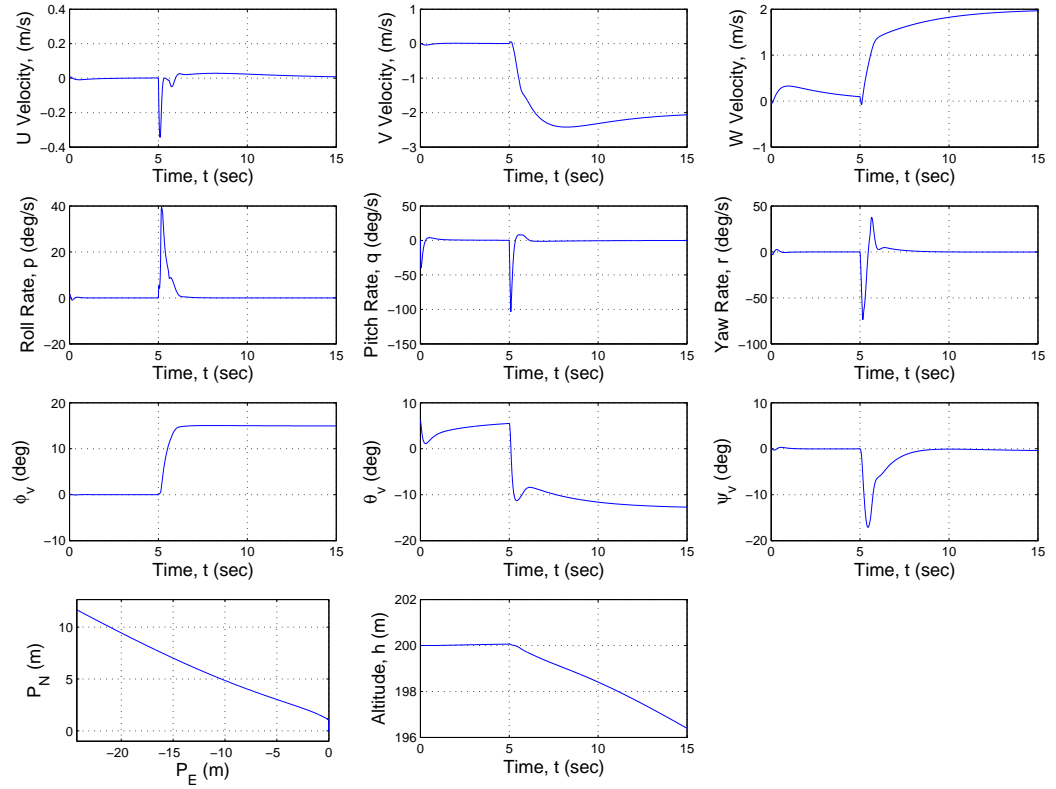 U Velocity, (m/s)
0.4
0.2
0
−0.2
−0.4
0 5 10 15
Time, t (sec)
V Velocity, (m/s)
1
0
−1
−2
−3
0 5 10 15
Time, t (sec)
W Velocity, (m/s)
2
1
0
−1
0 5 10 15
Time, t (sec)
Roll Rate, p (deg/s)
40
20
0
−20
0 5 10 15
Time, t (sec)
Pitch Rate, q (deg/s)
50
0
−50
−100
−150
0 5 10 15
Time, t (sec)
Yaw Rate, r (deg/s)
50
0
−50
−100
0 5 10 15
Time, t (sec)
ϕ_v (deg)
20
10
0
−10
0 5 10 15
Time, t (sec)
θ_v (deg)
10
0
−10
−20
0 5 10 15
Time, t (sec)
ψ_v (deg)
10
0
−10
−20
0 5 10 15
Time, t (sec)
P_N (m)
10
5
0
−20 −15 −10 −5 0
P_E (m)
Altitude, h (m)
202
200
198
196
0 5 10 15
Time, t (sec)